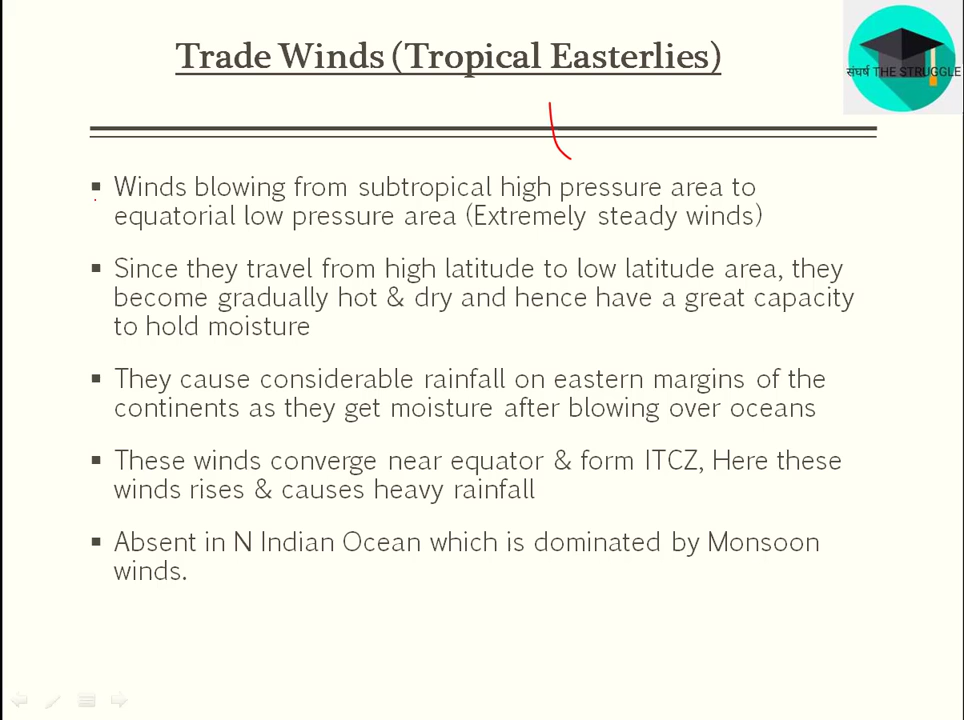 Trade Winds (Tropical Easterlies)
संघर्ष THE STRUGGLE
▪ Winds blowing from subtropical high pressure area to
equatorial low pressure area (Extremely steady winds)
▪ Since they travel from high latitude to low latitude area, they
become gradually hot & dry and hence have a great capacity
to hold moisture
▪ They cause considerable rainfall on eastern margins of the
continents as they get moisture after blowing over oceans
▪ These winds converge near equator & form ITCZ, Here these
winds rises & causes heavy rainfall
▪ Absent in N Indian Ocean which is dominated by Monsoon
winds.